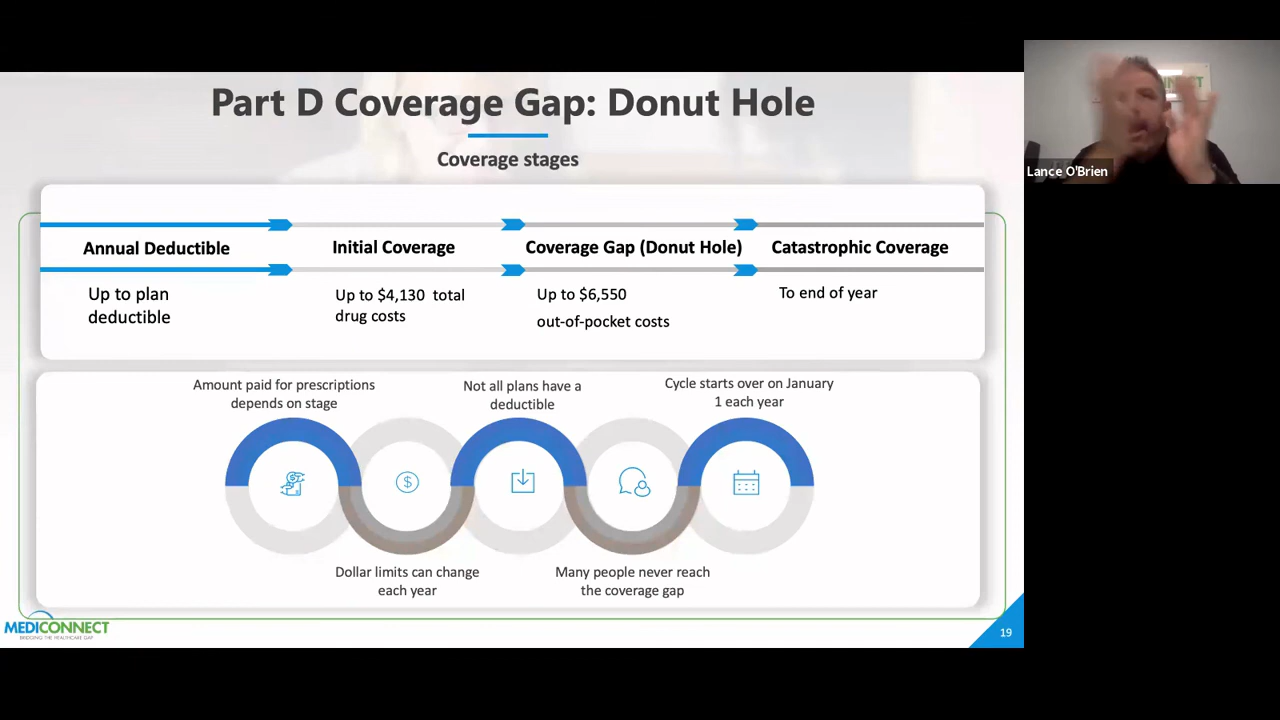 Part D Coverage Gap: Donut Hole
Coverage stages
Annual Deductible
Initial Coverage
Coverage Gap (Donut Hole)
Catastrophic Coverage
Up to plan
deductible
Up to $4,130 total
drug costs
Up to $6,550
out-of-pocket costs
To end of year
Amount paid for prescriptions
depends on stage
Not all plans have a
deductible
Cycle starts over on January
1 each year
Dollar limits can change
each year
Many people never reach
the coverage gap
MEDICONNECT
BRIDGING THE HEALTHCARE GAP
19
Lance O'Brien